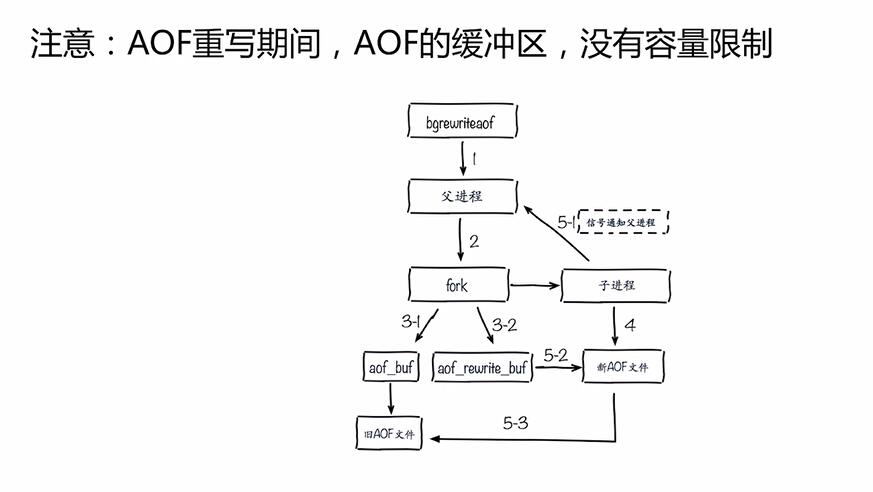 注意：AOF重写期间，AOF的缓冲区，没有容量限制
bgrewriteaof
1
父进程
5-1
信号通知父进程
2
fork
子进程
3-1
3-2
4
aof_buf
aof_rewrite_buf
5-2
新AOF文件
旧AOF文件
5-3